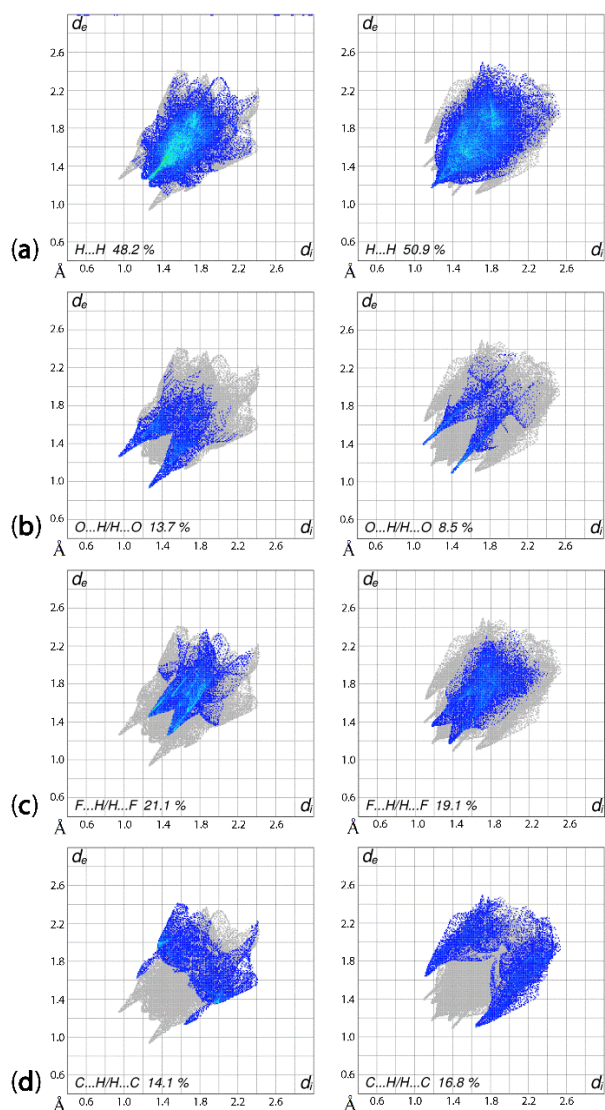 d_e d_e
2.6 2.6
2.2 2.2
1.8 1.8
1.4 1.4
1.0 1.0
(a)
0.6 H...H 48.2 % d_i 0.6 H...H 50.9 % d_i
Å 0.6 1.0 1.4 1.8 2.2 2.6 Å 0.6 1.0 1.4 1.8 2.2 2.6
d_e d_e
2.6 2.6
2.2 2.2
1.8 1.8
1.4 1.4
1.0 1.0
(b)
0.6 O...H/H...O 13.7 % d_i 0.6 O...H/H...O 8.5 % d_i
Å 0.6 1.0 1.4 1.8 2.2 2.6 Å 0.6 1.0 1.4 1.8 2.2 2.6
d_e d_e
2.6 2.6
2.2 2.2
1.8 1.8
1.4 1.4
1.0 1.0
(c)
0.6 F...H/H...F 21.1 % d_i 0.6 F...H/H...F 19.1 % d_i
Å 0.6 1.0 1.4 1.8 2.2 2.6 Å 0.6 1.0 1.4 1.8 2.2 2.6
d_e d_e
2.6 2.6
2.2 2.2
1.8 1.8
1.4 1.4
1.0 1.0
(d)
0.6 C...H/H...C 14.1 % d_i 0.6 C...H/H...C 16.8 % d_i
Å 0.6 1.0 1.4 1.8 2.2 2.6 Å 0.6 1.0 1.4 1.8 2.2 2.6